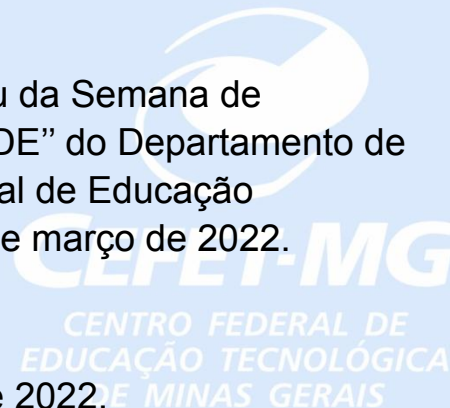 u da Semana de
DE” do Departamento de
al de Educação
e março de 2022.
CEFET-MG
CENTRO FEDERAL DE
EDUCAÇÃO TECNOLÓGICA
e 2022.
DE MINAS GERAIS